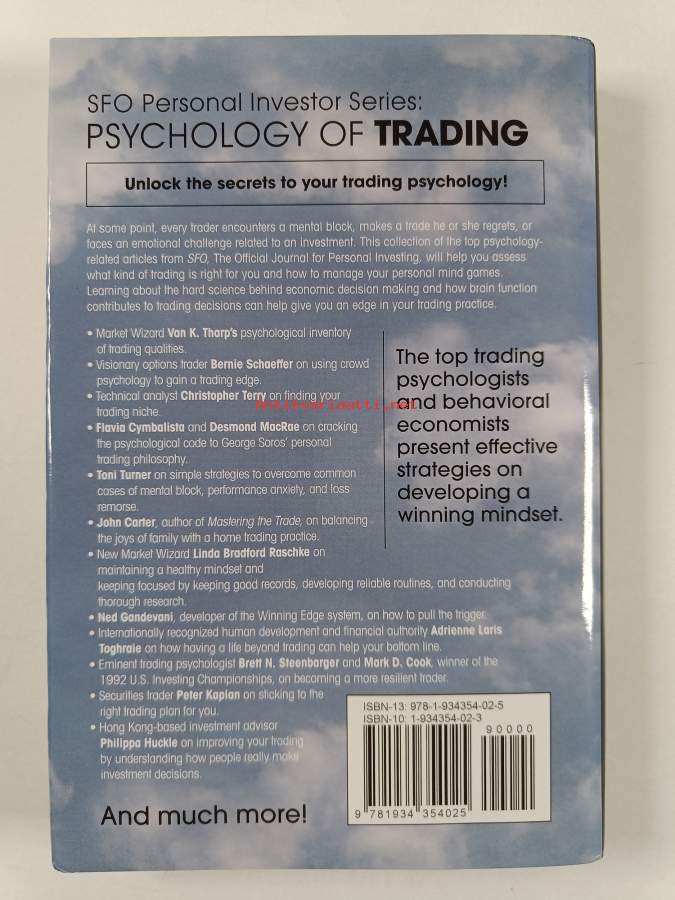 SFO Personal Investor Series:
PSYCHOLOGY OF TRADING
Unlock the secrets to your trading psychology!
At some point, every trader encounters a mental block, makes a trade he or she regrets, or
faces an emotional challenge related to an investment. This collection of the top psychology-
related articles from SFO, The Official Journal for Personal Investing, will help you assess
what kind of trading is right for you and how to manage your personal mind games.
Learning about the hard science behind economic decision making and how brain function
contributes to trading decisions can help give you an edge in your trading practice.
• Market Wizard Van K. Tharp's psychological inventory
of trading qualities.
• Visionary options trader Bernie Schaeffer on using crowd
psychology to gain a trading edge.
• Technical analyst Christopher Terry on finding your
trading niche.
• Flavia Cymbalista and Desmond MacRae on cracking
the psychological code to George Soros' personal
trading philosophy.
• Toni Turner on simple strategies to overcome common
cases of mental block, performance anxiety, and loss
remorse.
• John Carter, author of Mastering the Trade, on balancing
the joys of family with a home trading practice.
• New Market Wizard Linda Bradford Raschke on
maintaining a healthy mindset and
keeping focused by keeping good records, developing reliable routines, and conducting
thorough research.
• Ned Gandevani, developer of the Winning Edge system, on how to pull the trigger.
• Internationally recognized human development and financial authority Adrienne Laris
Toghraie on how having a life beyond trading can help your bottom line.
• Eminent trading psychologist Brett N. Steenbarger and Mark D. Cook, winner of the
1992 U.S. Investing Championships, on becoming a more resilient trader.
• Securities trader Peter Kaplan on sticking to the
right trading plan for you.
• Hong Kong-based investment advisor
Philippa Huckle on improving your trading
by understanding how people really make
investment decisions.
The top trading
psychologists
and behavioral
economists
present effective
strategies on
developing a
winning mindset.
Antikvariaatti.net
And much more!
ISBN-13: 978-1-934354-02-5
ISBN-10: 1-934354-02-3
90000
9 781934 354025